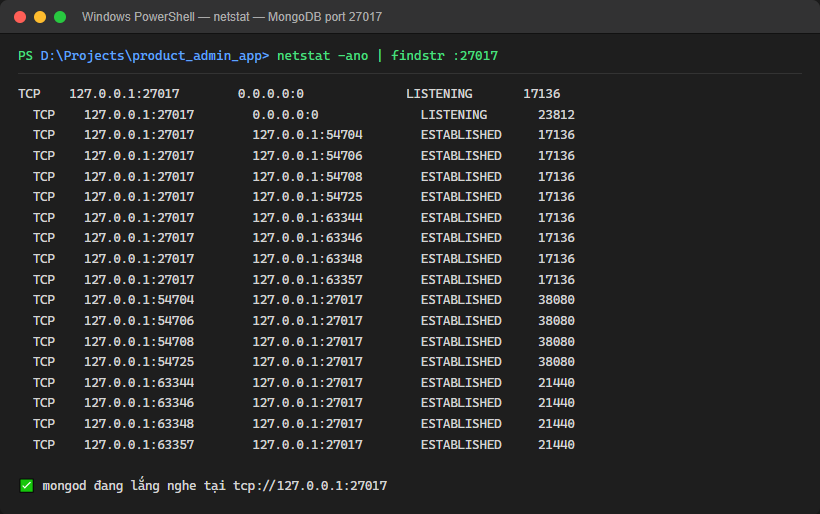 Windows PowerShell — netstat — MongoDB port 27017
PS D:\Projects\product_admin_app> netstat -ano | findstr :27017
TCP 127.0.0.1:27017 0.0.0.0:0 LISTENING 17136
TCP 127.0.0.1:27017 0.0.0.0:0 LISTENING 23812
TCP 127.0.0.1:27017 127.0.0.1:54704 ESTABLISHED 17136
TCP 127.0.0.1:27017 127.0.0.1:54706 ESTABLISHED 17136
TCP 127.0.0.1:27017 127.0.0.1:54708 ESTABLISHED 17136
TCP 127.0.0.1:27017 127.0.0.1:54725 ESTABLISHED 17136
TCP 127.0.0.1:27017 127.0.0.1:63344 ESTABLISHED 17136
TCP 127.0.0.1:27017 127.0.0.1:63346 ESTABLISHED 17136
TCP 127.0.0.1:27017 127.0.0.1:63348 ESTABLISHED 17136
TCP 127.0.0.1:27017 127.0.0.1:63357 ESTABLISHED 17136
TCP 127.0.0.1:54704 127.0.0.1:27017 ESTABLISHED 38080
TCP 127.0.0.1:54706 127.0.0.1:27017 ESTABLISHED 38080
TCP 127.0.0.1:54708 127.0.0.1:27017 ESTABLISHED 38080
TCP 127.0.0.1:54725 127.0.0.1:27017 ESTABLISHED 38080
TCP 127.0.0.1:63344 127.0.0.1:27017 ESTABLISHED 21440
TCP 127.0.0.1:63346 127.0.0.1:27017 ESTABLISHED 21440
TCP 127.0.0.1:63348 127.0.0.1:27017 ESTABLISHED 21440
TCP 127.0.0.1:63357 127.0.0.1:27017 ESTABLISHED 21440
✅ mongod đang lắng nghe tại tcp://127.0.0.1:27017